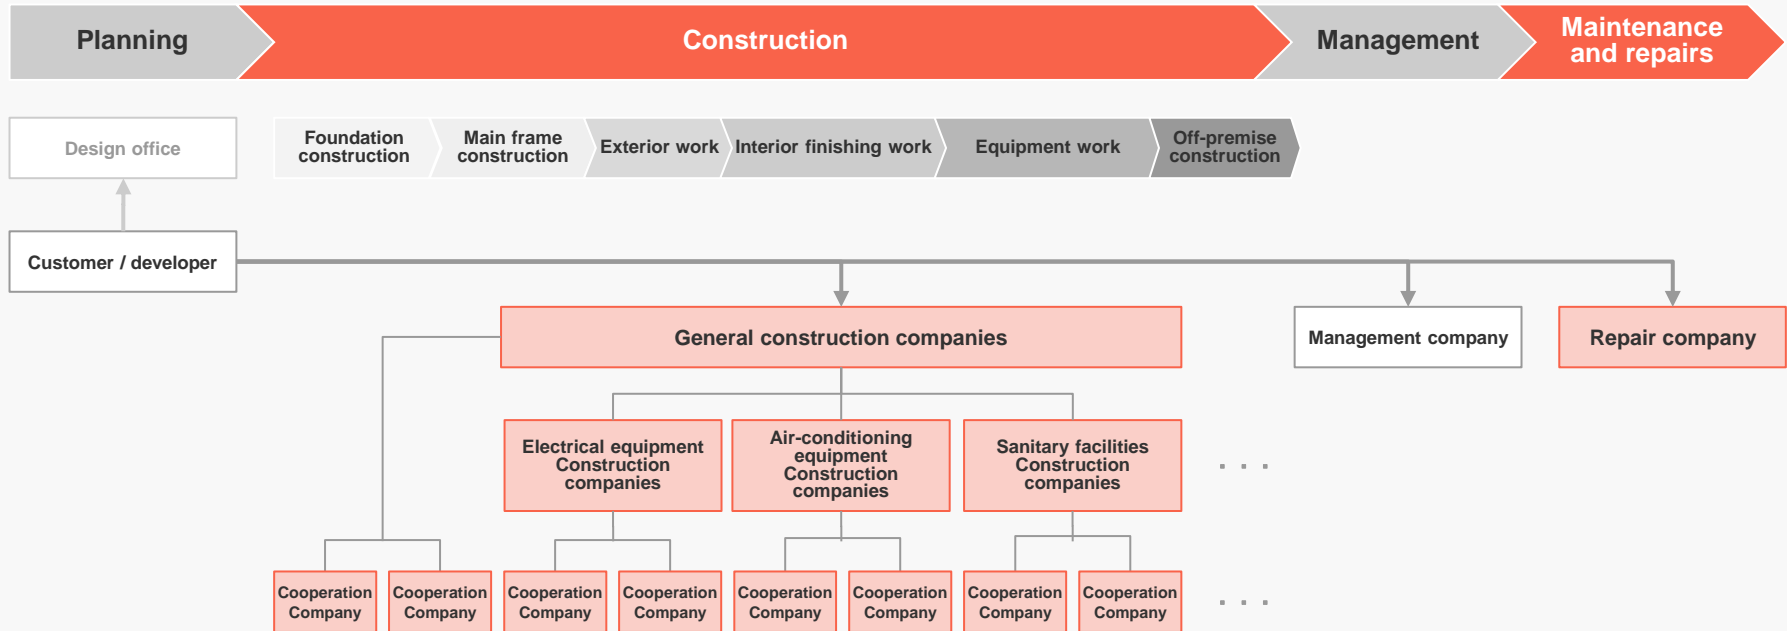 Planning
Construction
Management
Maintenance
and repairs
Design office
Foundation
construction
Main frame
construction
Exterior work
Interior finishing work
Equipment work
Off-premise
construction
Customer / developer
General construction companies
Management company
Repair company
Electrical equipment
Construction
companies
Air-conditioning
equipment
Construction
companies
Sanitary facilities
Construction
companies
. . .
Cooperation
Company
Cooperation
Company
Cooperation
Company
Cooperation
Company
Cooperation
Company
Cooperation
Company
Cooperation
Company
Cooperation
Company
. . .